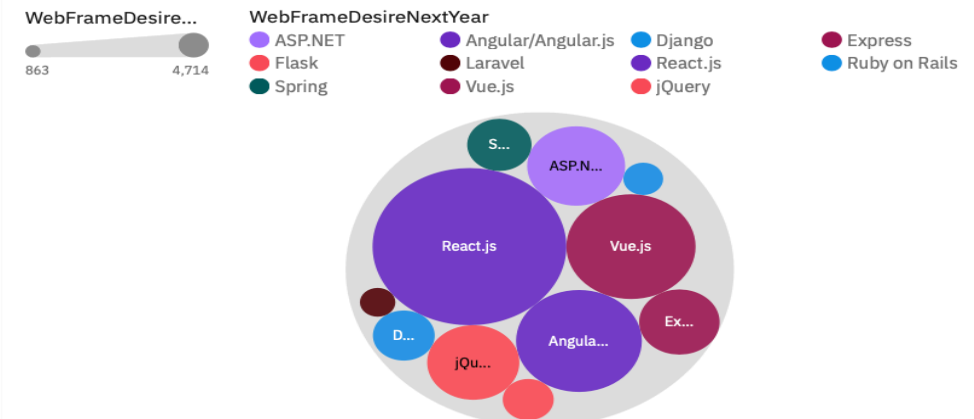 WebFrameDesire...
863 4,714
WebFrameDesireNextYear
ASP.NET Angular/Angular.js Django Express
Flask Laravel React.js Ruby on Rails
Spring Vue.js jQuery
S...
ASP.N...
React.js
Vue.js
Ex...
D...
Angula...
jQu...